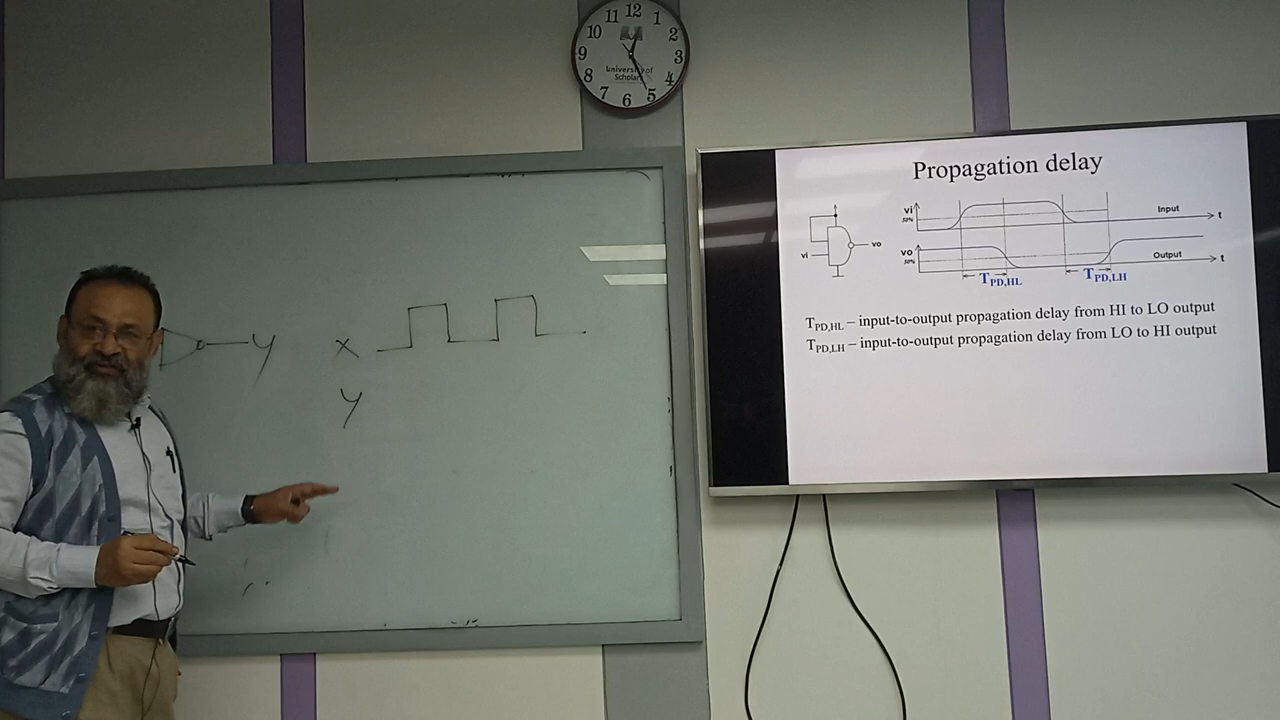 12
11 1
10 2
9 3
8 4
7 5
6
University of
Scholars
y x
y
Propagation delay
vi
50%
Input
t
vi
vo
vo
50%
Output
t
TPD,HL
TPD,LH
TPD,HL – input-to-output propagation delay from HI to LO output
TPD,LH – input-to-output propagation delay from LO to HI output